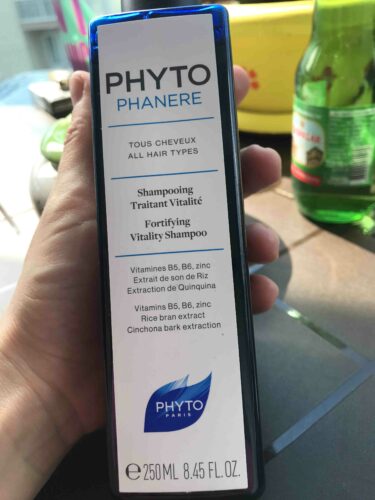 PHYTO
PHANERE
TOUS CHEVEUX
ALL HAIR TYPES
Shampooing
Traitant Vitalité
Fortifying
Vitality Shampoo
Vitamines B5, B6, zinc
Extrait de son de Riz
Extraction de Quinquina
Vitamins B5, B6, zinc
Rice bran extract
Cinchona bark extraction
PHYTO
PARIS
℮ 250 ML 8.45 FL.OZ.